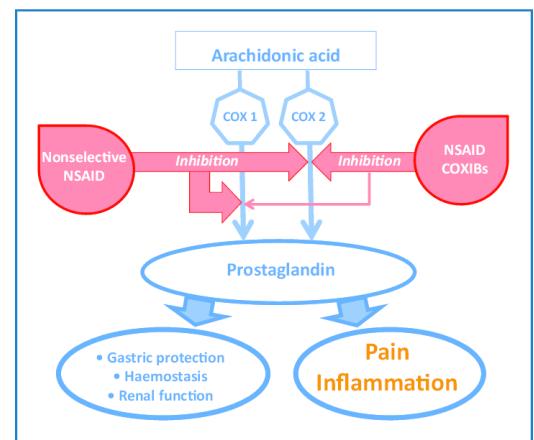 Arachidonic acid
COX 1
COX 2
Nonselective
NSAID
Inhibition
Inhibition
NSAID
COXIBs
Prostaglandin
• Gastric protection
• Haemostasis
• Renal function
Pain
Inflammation